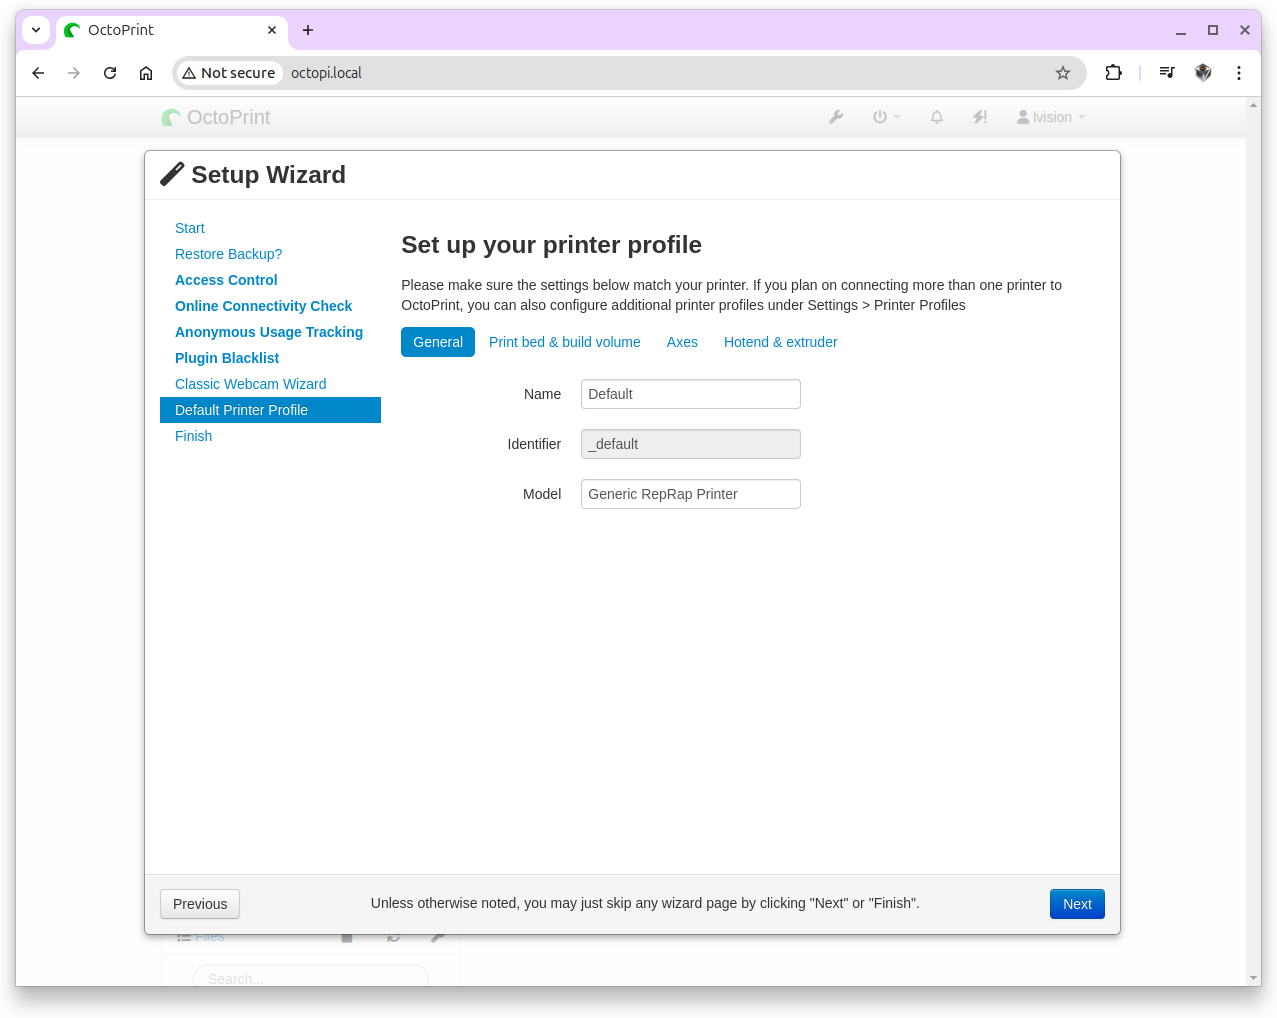 OctoPrint
Not secure
octopi.local
OctoPrint
lvision
Setup Wizard
Start
Restore Backup?
Access Control
Online Connectivity Check
Anonymous Usage Tracking
Plugin Blacklist
Classic Webcam Wizard
Default Printer Profile
Finish
Set up your printer profile
Please make sure the settings below match your printer. If you plan on connecting more than one printer to
OctoPrint, you can also configure additional printer profiles under Settings > Printer Profiles
General
Print bed & build volume
Axes
Hotend & extruder
Name
Default
Identifier
_default
Model
Generic RepRap Printer
Previous
Unless otherwise noted, you may just skip any wizard page by clicking "Next" or "Finish".
Next
Files
Search...